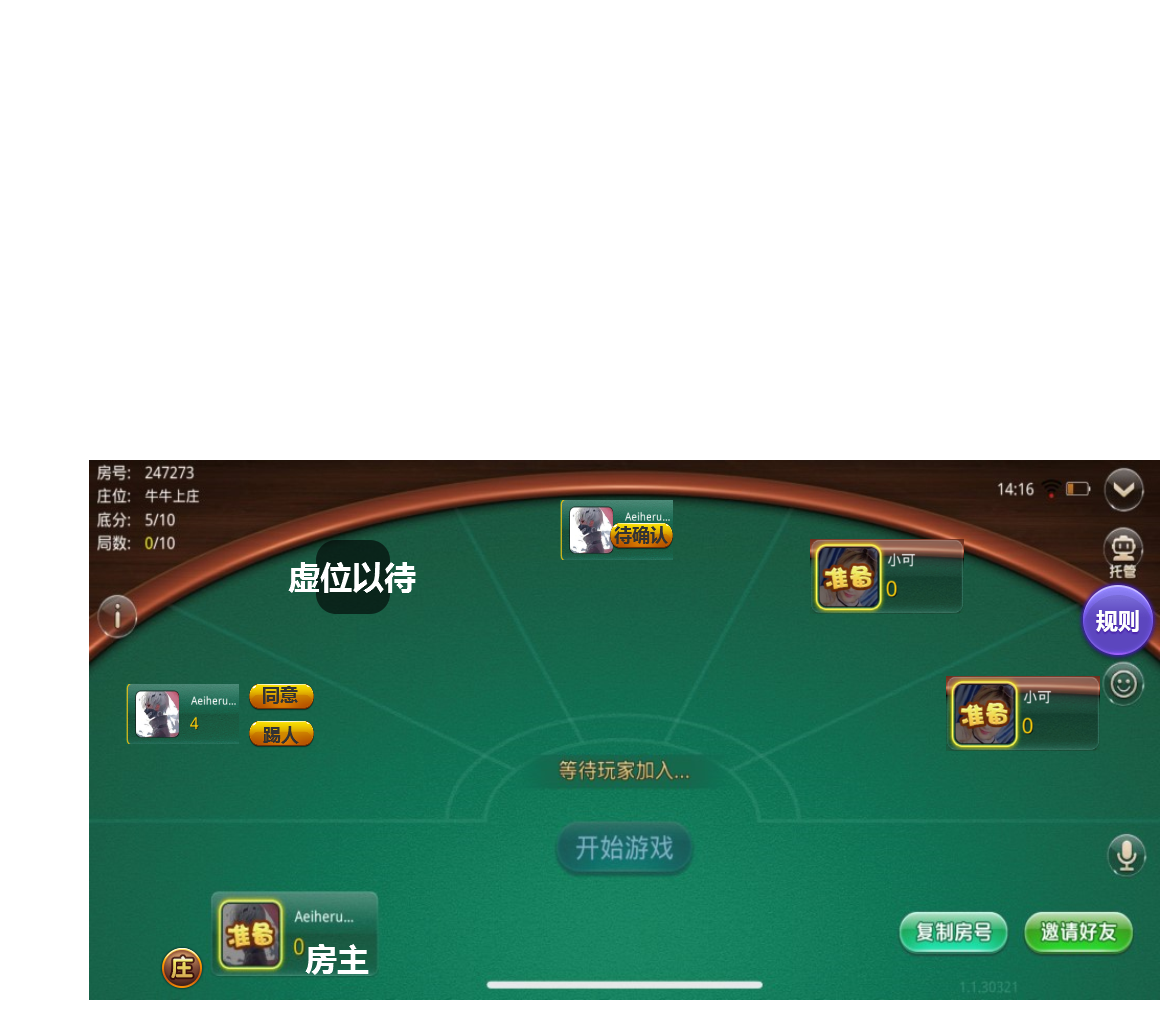 房号: 247273
庄位: 牛牛上庄
底分: 5/10
局数: 0/10
14:16
Aeiheru...
待确认
虚位以待
准备
小可
0
托管
规则
Aeiheru...
4
同意
踢人
准备
小可
0
等待玩家加入...
开始游戏
准备
Aeiheru...
0
房主
庄
复制房号
邀请好友
1.1.30321